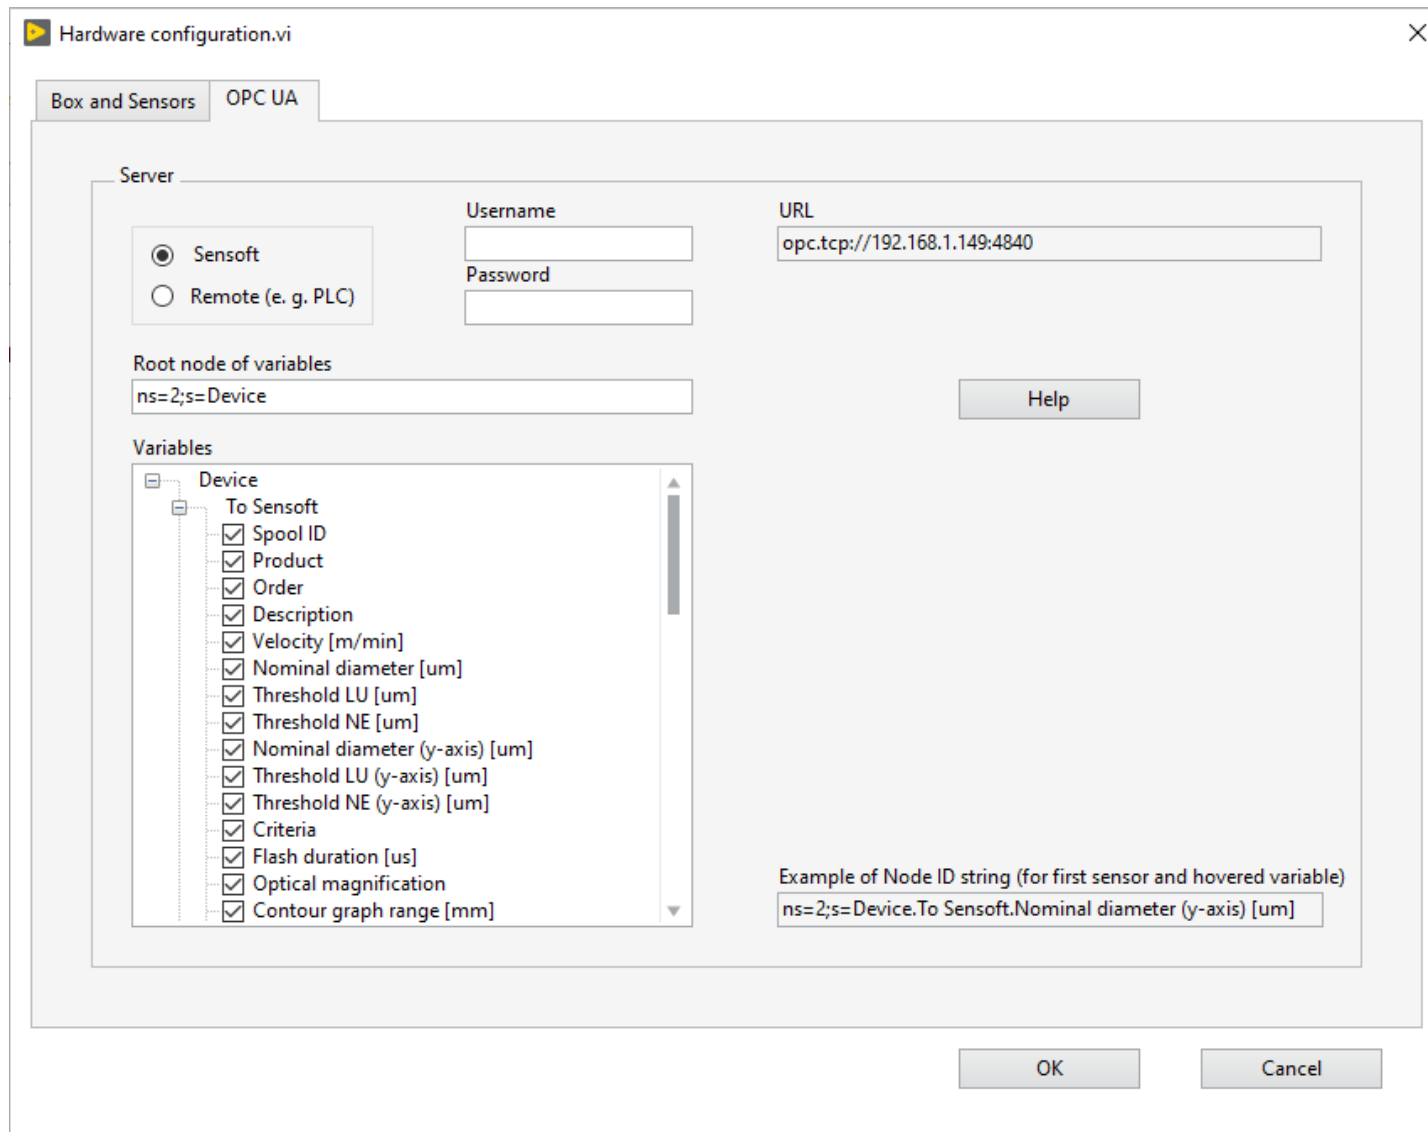 Hardware configuration.vi
Box and Sensors
OPC UA
Server
Sensoft
Remote (e. g. PLC)
Username
Password
URL
opc.tcp://192.168.1.149:4840
Root node of variables
ns=2;s=Device
Help
Variables
Device
To Sensoft
Spool ID
Product
Order
Description
Velocity [m/min]
Nominal diameter [um]
Threshold LU [um]
Threshold NE [um]
Nominal diameter (y-axis) [um]
Threshold LU (y-axis) [um]
Threshold NE (y-axis) [um]
Criteria
Flash duration [us]
Optical magnification
Contour graph range [mm]
Example of Node ID string (for first sensor and hovered variable)
ns=2;s=Device.To Sensoft.Nominal diameter (y-axis) [um]
OK
Cancel